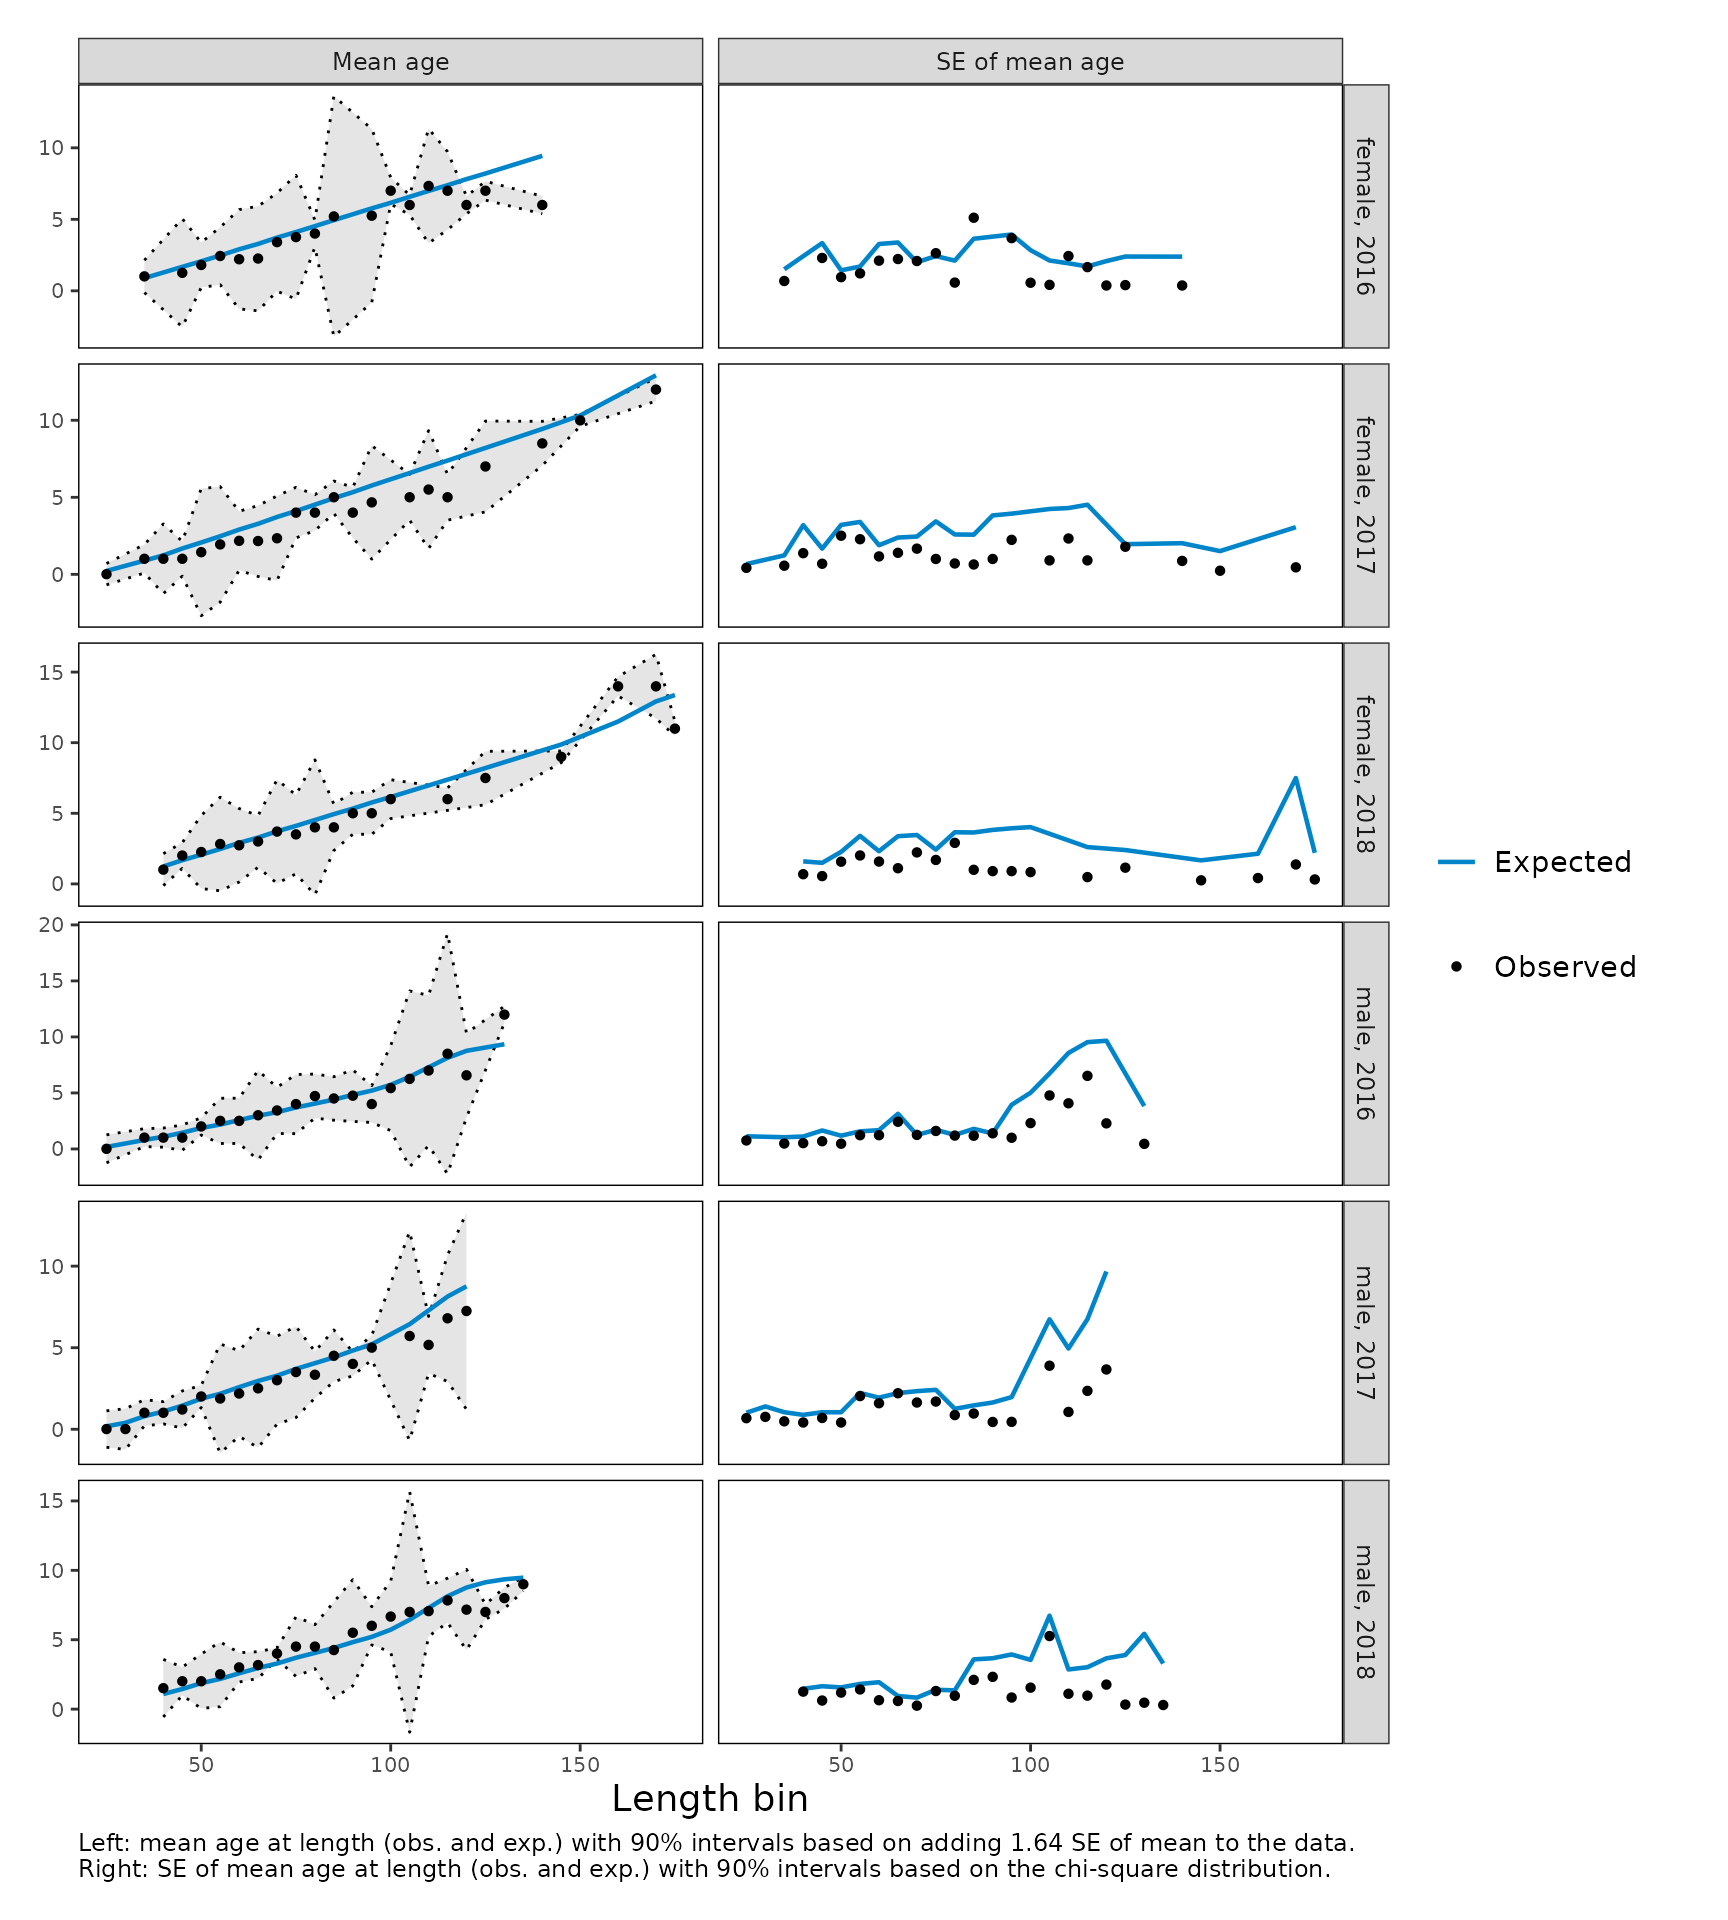 Mean age
SE of mean age
10
5
0
female, 2016
10
5
0
female, 2017
15
10
5
0
female, 2018
Expected
Observed
20
15
10
5
0
male, 2016
10
5
0
male, 2017
15
10
5
0
male, 2018
50 100 150
50 100 150
Length bin
Left: mean age at length (obs. and exp.) with 90% intervals based on adding 1.64 SE of mean to the data.
Right: SE of mean age at length (obs. and exp.) with 90% intervals based on the chi-square distribution.